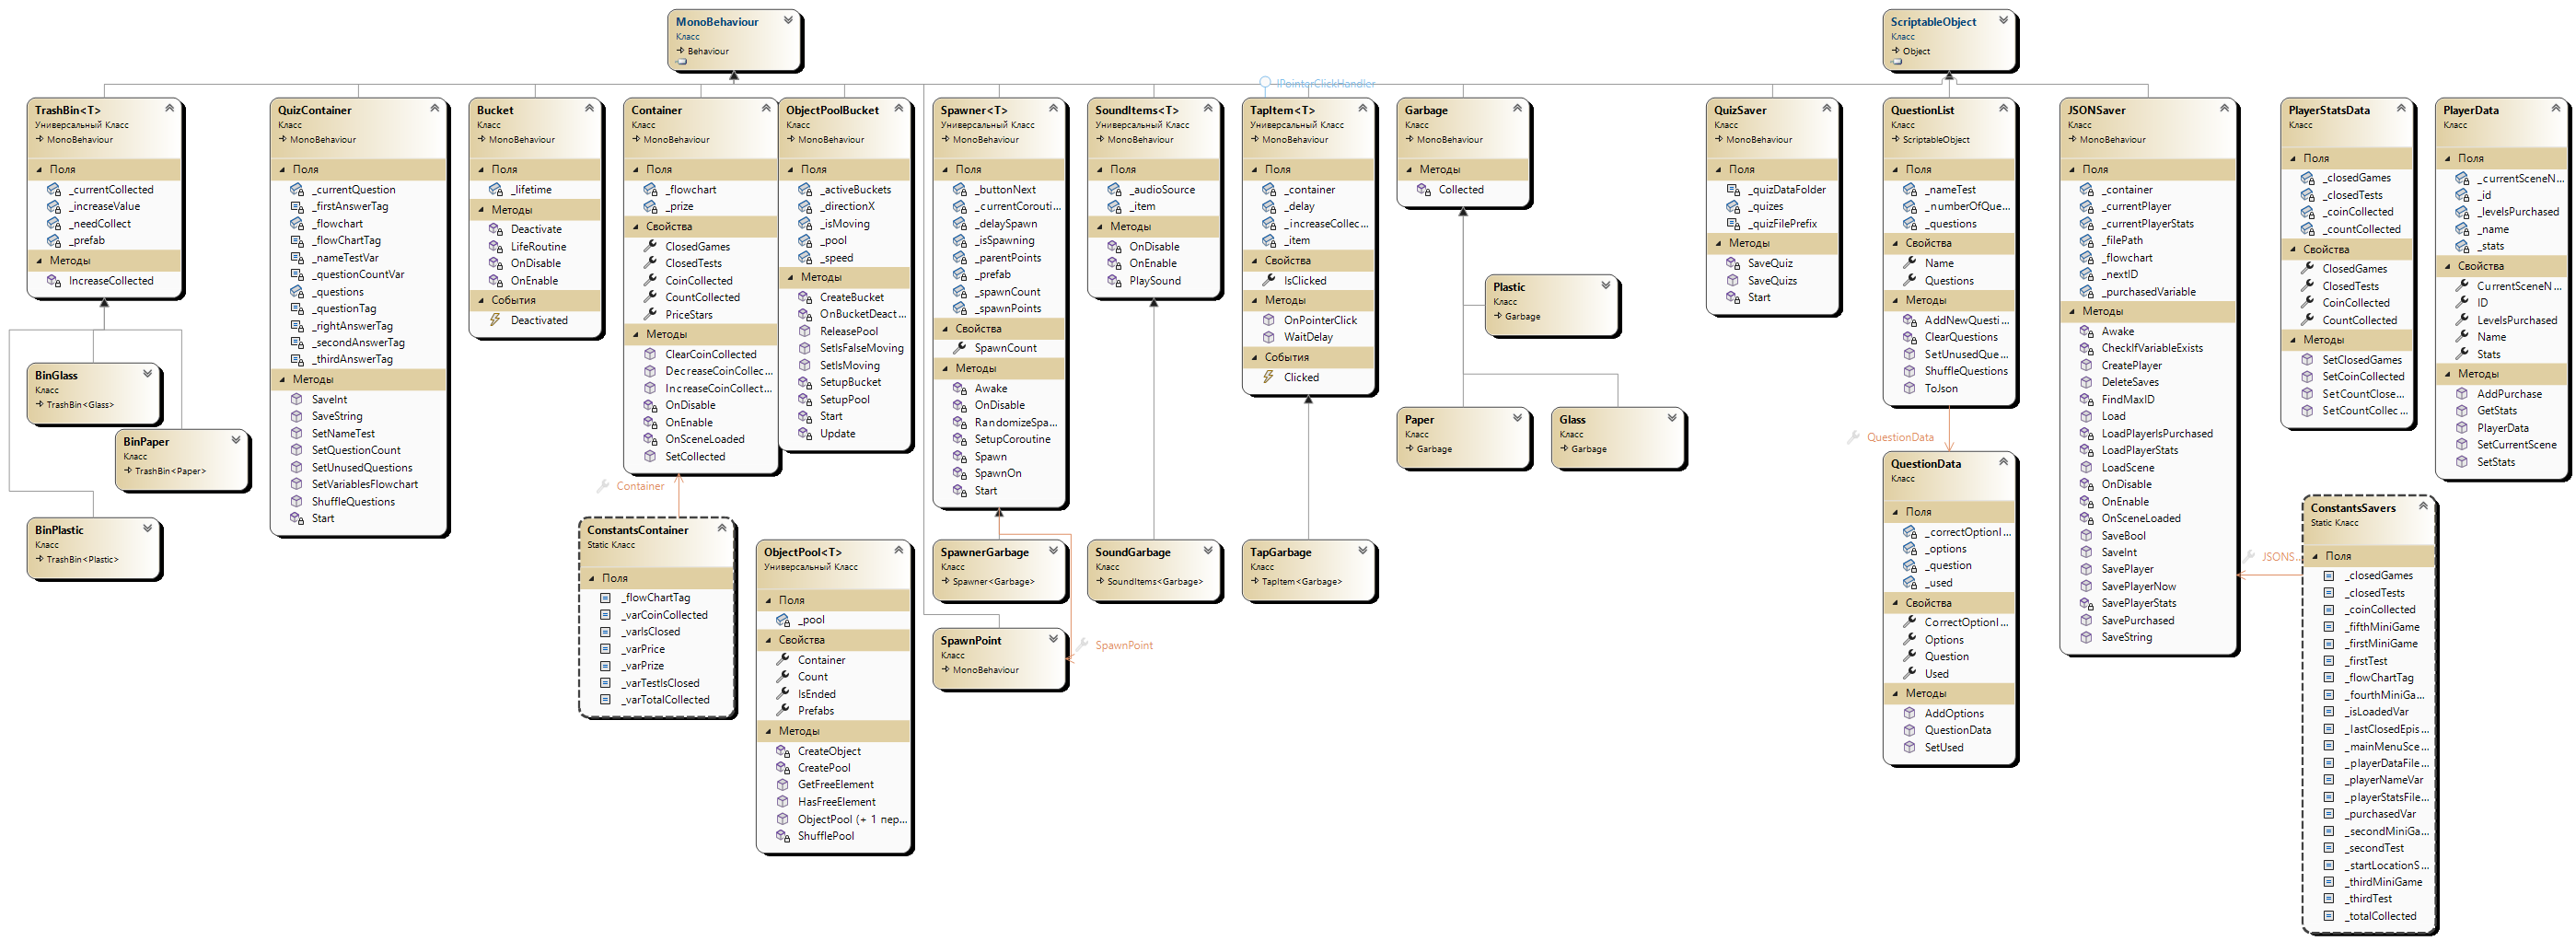 MonoBehaviour
Класс
Behaviour
ScriptableObject
Класс
Object
IPointerClickHandler
TrashBin<T>
Универсальный Класс
MonoBehaviour
Поля
_currentCollected
_increaseValue
_needCollect
_prefab
Методы
IncreaseCollected
BinGlass
Класс
TrashBin<Glass>
BinPaper
Класс
TrashBin<Paper>
BinPlastic
Класс
TrashBin<Plastic>
QuizContainer
Класс
MonoBehaviour
Поля
_currentQuestion
_firstAnswerTag
_flowchart
_flowChartTag
_nameTestVar
_questionCountVar
_questions
_questionTag
_rightAnswerTag
_secondAnswerTag
_thirdAnswerTag
Методы
SaveInt
SaveString
SetNameTest
SetQuestionCount
SetUnusedQuestions
SetVariablesFlowchart
ShuffleQuestions
Start
Bucket
Класс
MonoBehaviour
Поля
_lifetime
Методы
Deactivate
LifeRoutine
OnDisable
OnEnable
События
Deactivated
Container
Класс
MonoBehaviour
Поля
_flowchart
_prize
Свойства
ClosedGames
ClosedTests
CoinCollected
CountCollected
PriceStars
Методы
ClearCoinCollected
DecreaseCoinCollec...
IncreaseCoinCollect...
OnDisable
OnEnable
OnSceneLoaded
SetCollected
Container
ConstantsContainer
Static Класс
Поля
_flowChartTag
_varCoinCollected
_varIsClosed
_varPrice
_varPrize
_varTestIsClosed
_varTotalCollected
ObjectPoolBucket
Класс
MonoBehaviour
Поля
_activeBuckets
_directionX
_isMoving
_pool
_speed
Методы
CreateBucket
OnBucketDeact...
ReleasePool
SetIsFalseMoving
SetIsMoving
SetupBucket
SetupPool
Start
Update
ObjectPool<T>
Универсальный Класс
Поля
_pool
Свойства
Container
Count
IsEnded
Prefabs
Методы
CreateObject
CreatePool
GetFreeElement
HasFreeElement
ObjectPool (+ 1 пер...
ShufflePool
Spawner<T>
Универсальный Класс
MonoBehaviour
Поля
_buttonNext
_currentCorouti...
_delaySpawn
_isSpawning
_parentPoints
_prefab
_spawnCount
_spawnPoints
Свойства
SpawnCount
Методы
Awake
OnDisable
RandomizeSpa...
SetupCoroutine
Spawn
SpawnOn
Start
SpawnerGarbage
Класс
Spawner<Garbage>
SpawnPoint
Класс
MonoBehaviour
SpawnPoint
SoundItems<T>
Универсальный Класс
MonoBehaviour
Поля
_audioSource
_item
Методы
OnDisable
OnEnable
PlaySound
SoundGarbage
Класс
SoundItems<Garbage>
TapItem<T>
Универсальный Класс
MonoBehaviour
Поля
_container
_delay
_increaseCollec...
_item
Свойства
IsClicked
Методы
OnPointerClick
WaitDelay
События
Clicked
TapGarbage
Класс
TapItem<Garbage>
Garbage
Класс
MonoBehaviour
Методы
Collected
Plastic
Класс
Garbage
Paper
Класс
Garbage
Glass
Класс
Garbage
QuizSaver
Класс
MonoBehaviour
Поля
_quizDataFolder
_quizes
_quizFilePrefix
Методы
SaveQuiz
SaveQuizs
Start
QuestionList
Класс
ScriptableObject
Поля
_nameTest
_numberOfQue...
_questions
Свойства
Name
Questions
Методы
AddNewQuesti...
ClearQuestions
SetUnusedQue...
ShuffleQuestions
ToJson
QuestionData
QuestionData
Класс
Поля
_correctOptionI...
_options
_question
_used
Свойства
CorrectOptionI...
Options
Question
Used
Методы
AddOptions
QuestionData
SetUsed
JSONSaver
Класс
MonoBehaviour
Поля
_container
_currentPlayer
_currentPlayerStats
_filePath
_flowchart
_nextID
_purchasedVariable
Методы
Awake
CheckIfVariableExists
CreatePlayer
DeleteSaves
FindMaxID
Load
LoadPlayerIsPurchased
LoadPlayerStats
LoadScene
OnDisable
OnEnable
OnSceneLoaded
SaveBool
SaveInt
SavePlayer
SavePlayerNow
SavePlayerStats
SavePurchased
SaveString
JSONS...
PlayerStatsData
Класс
Поля
_closedGames
_closedTests
_coinCollected
_countCollected
Свойства
ClosedGames
ClosedTests
CoinCollected
CountCollected
Методы
SetClosedGames
SetCoinCollected
SetCountClose...
SetCountCollec...
PlayerData
Класс
Поля
_currentSceneN...
_id
_levelsPurchased
_name
_stats
Свойства
CurrentSceneN...
ID
LevelsPurchased
Name
Stats
Методы
AddPurchase
GetStats
PlayerData
SetCurrentScene
SetStats
ConstantsSavers
Static Класс
Поля
_closedGames
_closedTests
_coinCollected
_fifthMiniGame
_firstMiniGame
_firstTest
_flowChartTag
_fourthMiniGa...
_isLoadedVar
_lastClosedEpis...
_mainMenuSce...
_playerDataFile...
_playerNameVar
_playerStatsFile...
_purchasedVar
_secondMiniGa...
_secondTest
_startLocationS...
_thirdMiniGame
_thirdTest
_totalCollected